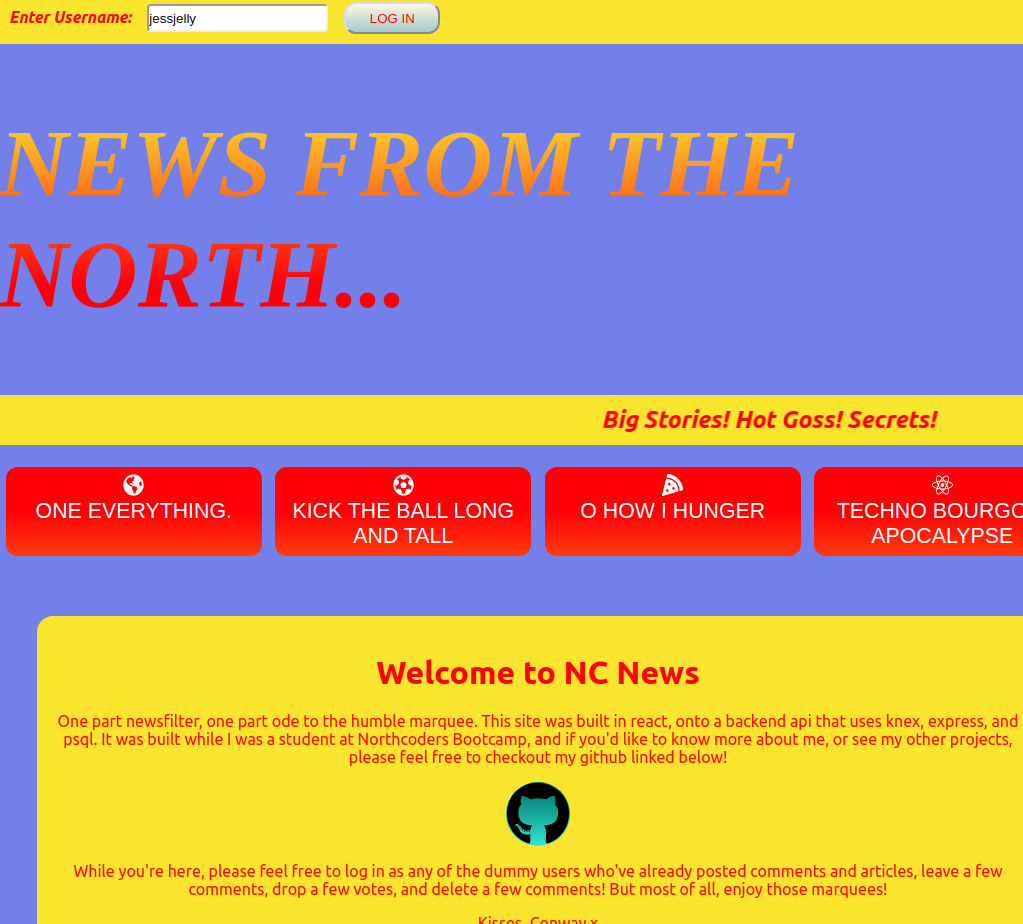 Enter Username: jessjelly LOG IN
NEWS FROM THE
NORTH...
Big Stories! Hot Goss! Secrets!
ONE EVERYTHING.
KICK THE BALL LONG
AND TALL
O HOW I HUNGER
TECHNO BOURGO
APOCALYPSE
Welcome to NC News
One part newsfilter, one part ode to the humble marquee. This site was built in react, onto a backend api that uses knex, express, and
psql. It was built while I was a student at Northcoders Bootcamp, and if you'd like to know more about me, or see my other projects,
please feel free to checkout my github linked below!
While you're here, please feel free to log in as any of the dummy users who've already posted comments and articles, leave a few
comments, drop a few votes, and delete a few comments! But most of all, enjoy those marquees!
Kisses, Conway x